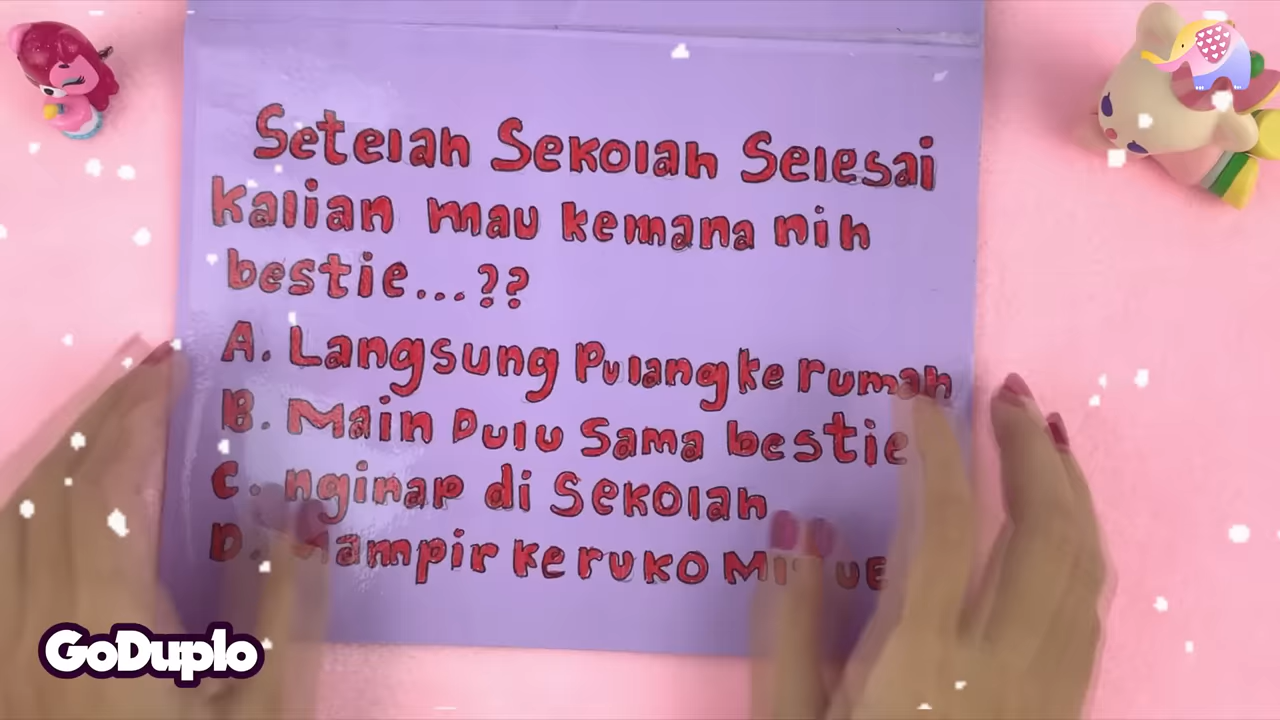 Setelah Sekolah Selesai
kalian mau kemana nih
bestie...??
A. Langsung Pulang ke rumah
B. Main Dulu Sama bestie
C. nginap di Sekolah
D. mampir ke ruko
GoDuplo